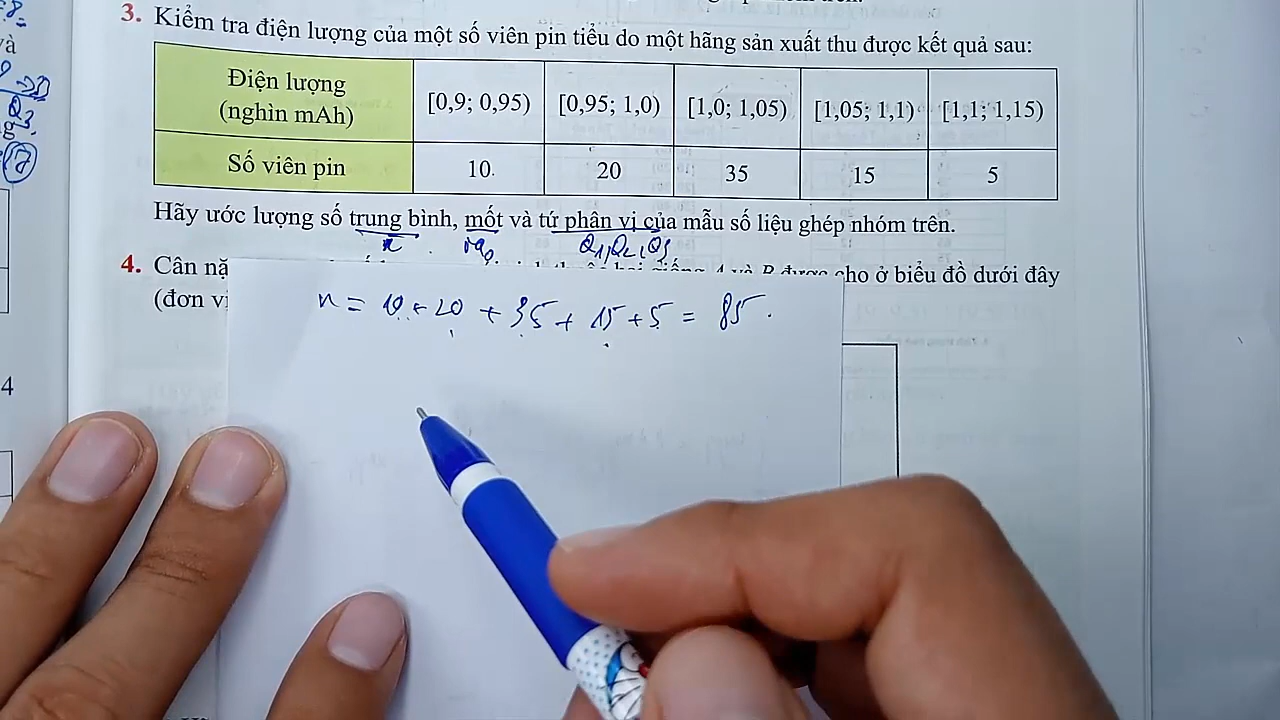 3. Kiểm tra điện lượng của một số viên pin tiểu do một hãng sản xuất thu được kết quả sau:
Điện lượng (nghìn mAh) [0,9; 0,95) [0,95; 1,0) [1,0; 1,05) [1,05; 1,1) [1,1; 1,15)
Số viên pin 10 20 35 15 5
Hãy ước lượng số trung bình, mốt và tứ phân vị của mẫu số liệu ghép nhóm trên.
Q1, Q2, Q3
4. Cân nặ cho ở biểu đồ dưới đây
(đơn vị
n = 10 + 20 + 35 + 15 + 5 = 85.
4